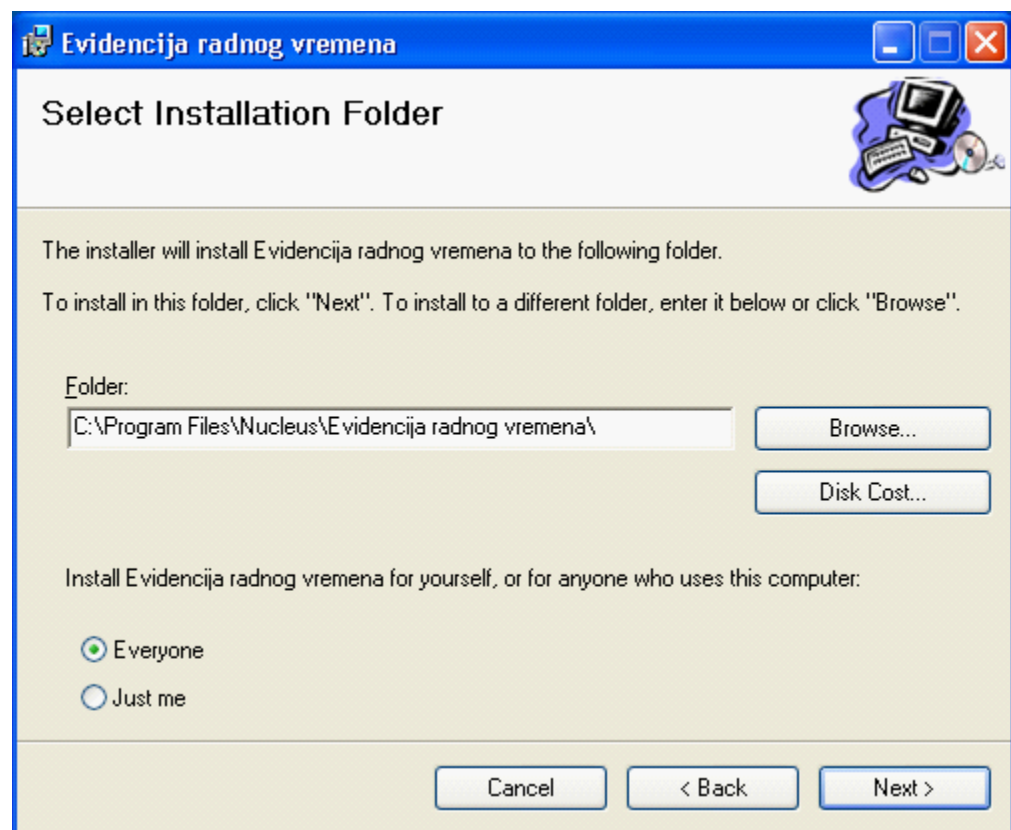 Evidencija radnog vremena
Select Installation Folder
The installer will install Evidencija radnog vremena to the following folder.
To install in this folder, click "Next". To install to a different folder, enter it below or click "Browse".
Folder:
C:\Program Files\Nucleus\Evidencija radnog vremena\
Browse...
Disk Cost...
Install Evidencija radnog vremena for yourself, or for anyone who uses this computer:
Everyone
Just me
Cancel
< Back
Next >